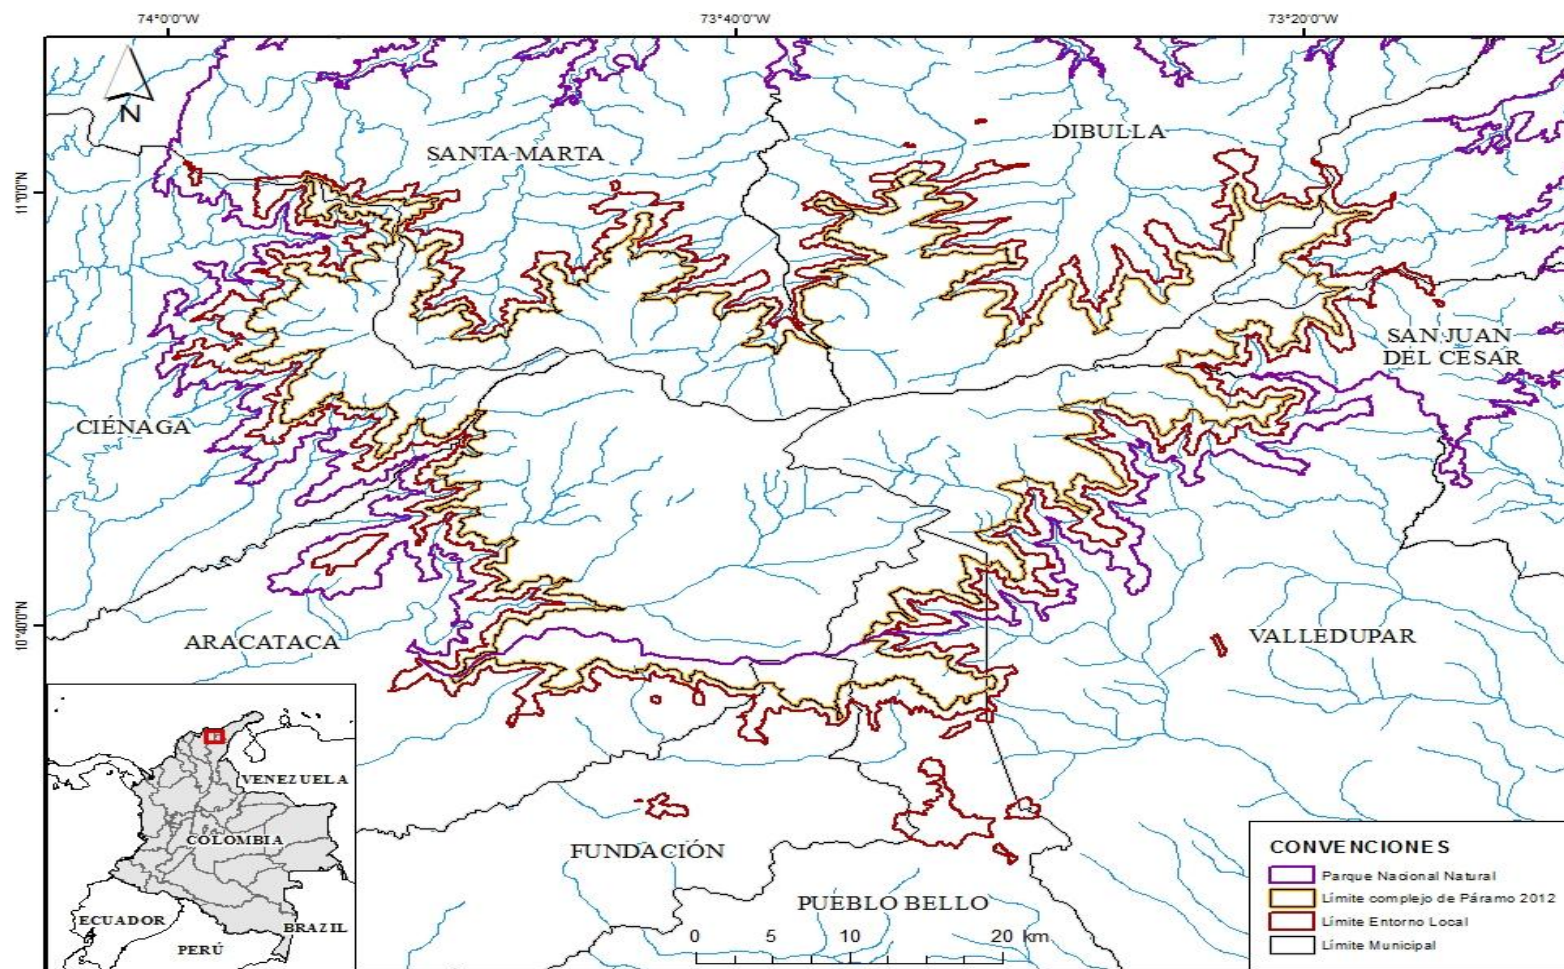 74°0'0"W
73°40'0"W
73°20'0"W
N
11°0'0"N
10°40'0"N
SANTA MARTA
DIBULLA
SAN JUAN
DEL CESAR
CIÉNAGA
ARACATACA
VALLEDUPAR
FUNDACIÓN
PUEBLO BELLO
VENEZUELA
COLOMBIA
ECUADOR
BRAZIL
PERÚ
0 5 10 20 km
CONVENCIONES
Parque Nacional Natural
Límite complejo de Páramo 2012
Límite Entorno Local
Límite Municipal